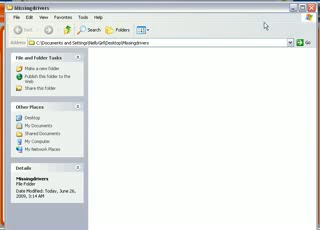 Missingdrivers
File Edit View Favorites Tools Help
Back Search Folders
Address C:\Documents and Settings\NellyGirl\Desktop\Missingdrivers Go
File and Folder Tasks
Make a new folder
Publish this folder to the
Web
Share this folder
Other Places
Desktop
My Documents
Shared Documents
My Computer
My Network Places
Details
Missingdrivers
File Folder
Date Modified: Today, June 26,
2009, 3:14 AM